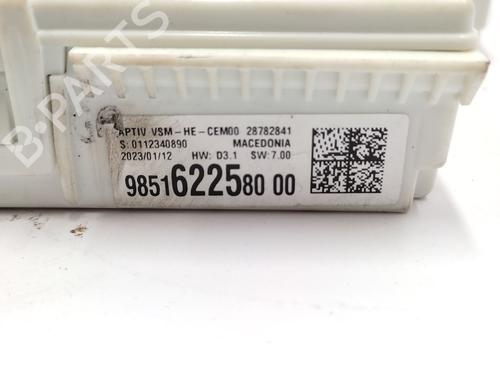 APTIV VSM-HE-CEM00 28782841
S: 0112340890 MACEDONIA
2023/01/12 HW: D3.1 SW: 7.00
9851622580 00
B-PARTS